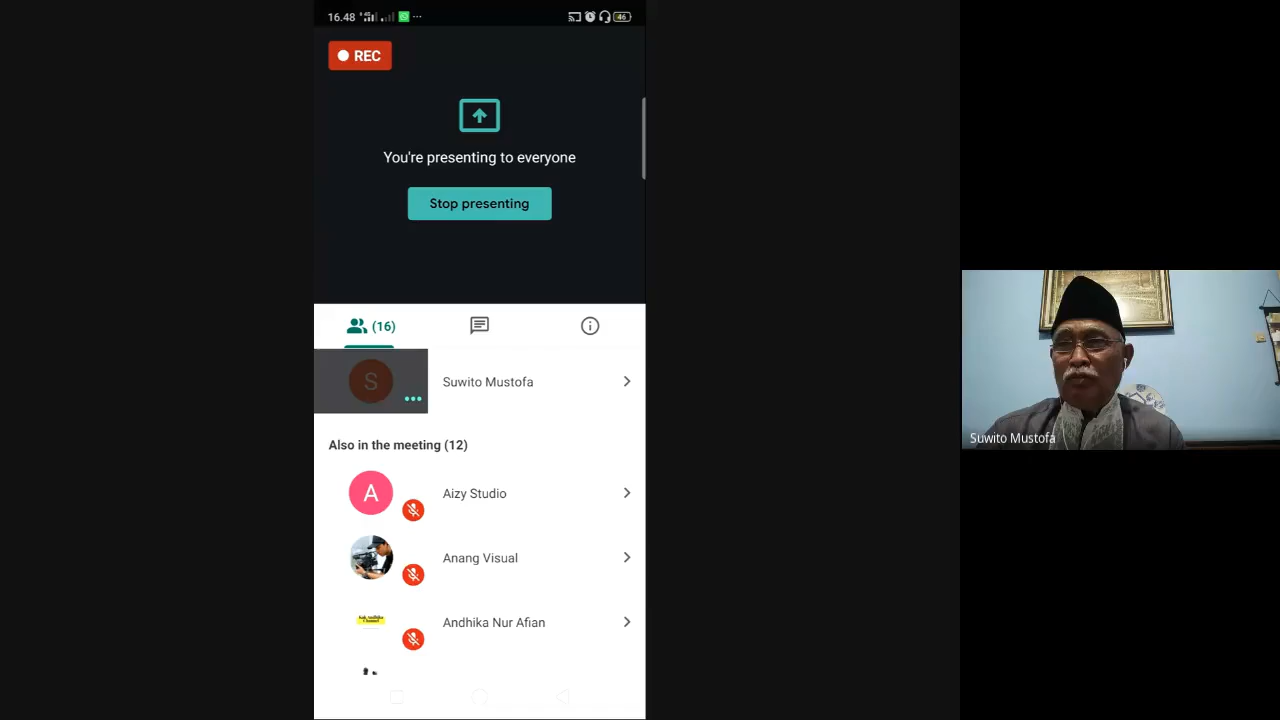 16.48
46
REC
You're presenting to everyone
Stop presenting
(16)
S
Suwito Mustofa
Also in the meeting (12)
A
Aizy Studio
Anang Visual
Andhika Nur Afian
Suwito Mustofa